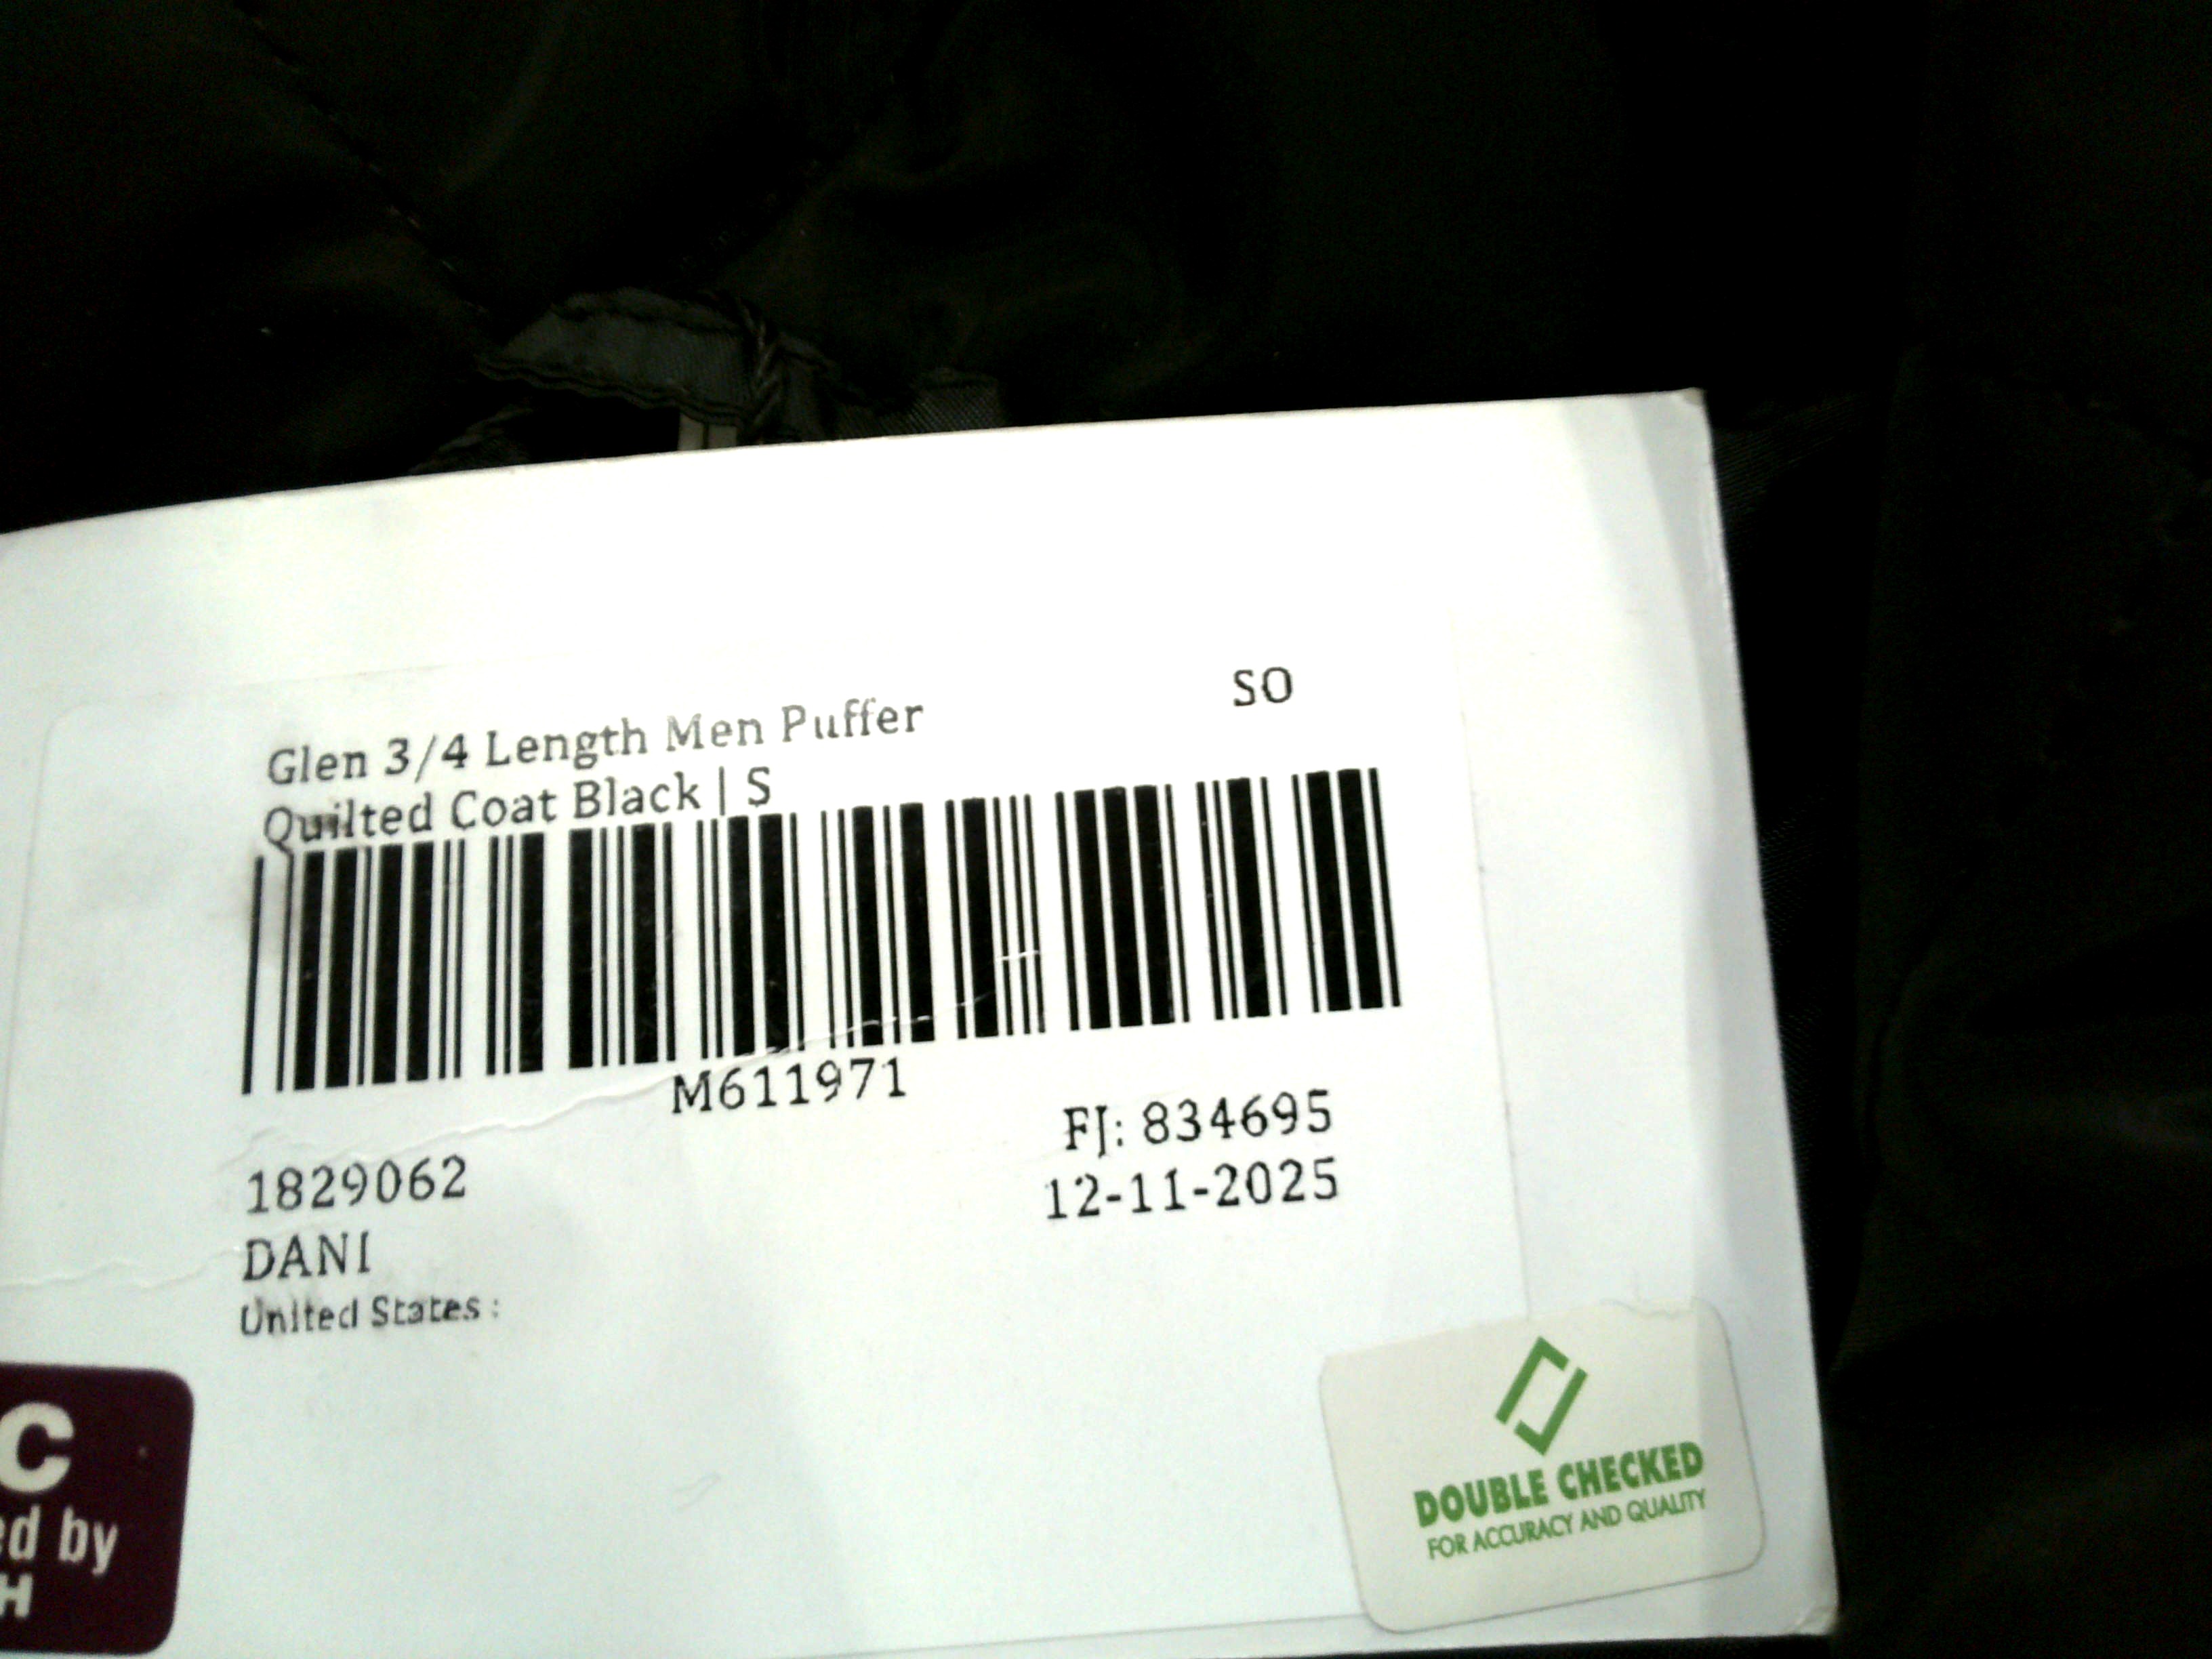 SO
Glen 3/4 Length Men Puffer
Quilted Coat Black | S
M611971
FJ: 834695
1829062
12-11-2025
DANI
United States :
C
ed by
H
DOUBLE CHECKED
FOR ACCURACY AND QUALITY